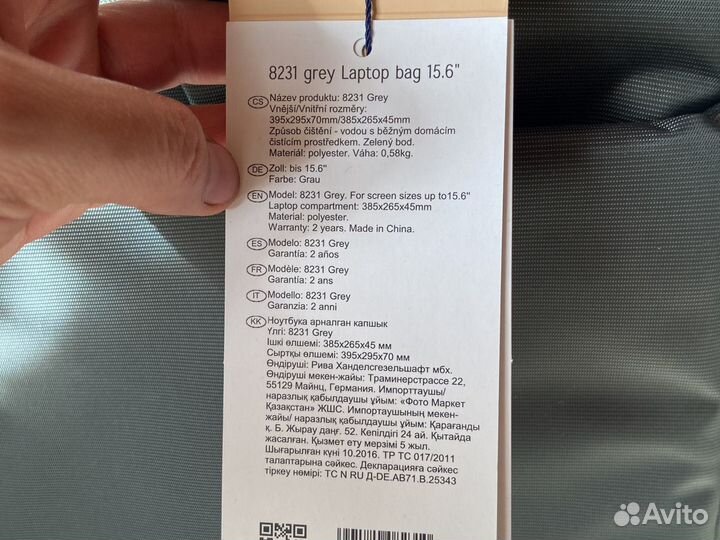 8231 grey Laptop bag 15.6"
CS Název produktu: 8231 Grey
Vnější/Vnitřní rozměry:
395x295x70mm/385x265x45mm
Způsob čištění - vodou s běžným domácím
čistícím prostředkem. Zelený bod.
Materiál: polyester. Váha: 0,58kg.
DE Zoll: bis 15.6"
Farbe: Grau
EN Model: 8231 Grey. For screen sizes up to15.6"
Laptop compartment: 385x265x45mm
Material: polyester.
Warranty: 2 years. Made in China.
ES Modelo: 8231 Grey
Garantía: 2 años
FR Modèle: 8231 Grey
Garantie: 2 ans
IT Modello: 8231 Grey
Garanzia: 2 anni
KK Ноутбука арналған капшык
Үлгі: 8231 Grey
Ішкі өлшемі: 385x265x45 мм
Сыртқы өлшемі: 395x295x70 мм
Өндіруші: Рива Ханделсгезельшафт мбх.
Өндіруші мекен-жайы: Траминерстрассе 22,
55129 Майнц, Германия. Импорттаушы/
наразлық қабылдаушы ұйым: «Фото Маркет
Қазақстан» ЖШС. Импортаушының мекен-
жайы/ наразлық қабылдаушы ұйым: Қарағанды
қ. Б. Жырау даңғ. 52. Кепілдігі 24 ай. Қытайда
жасалған. Қызмет ету мерзімі 5 жыл.
Шығарылған күні 10.2016. ТР ТС 017/2011
талаптарына сәйкес. Декларацияға сәйкес
тіркеу нөмірі: ТС N RU Д-DE.АВ71.В.25343
Avito